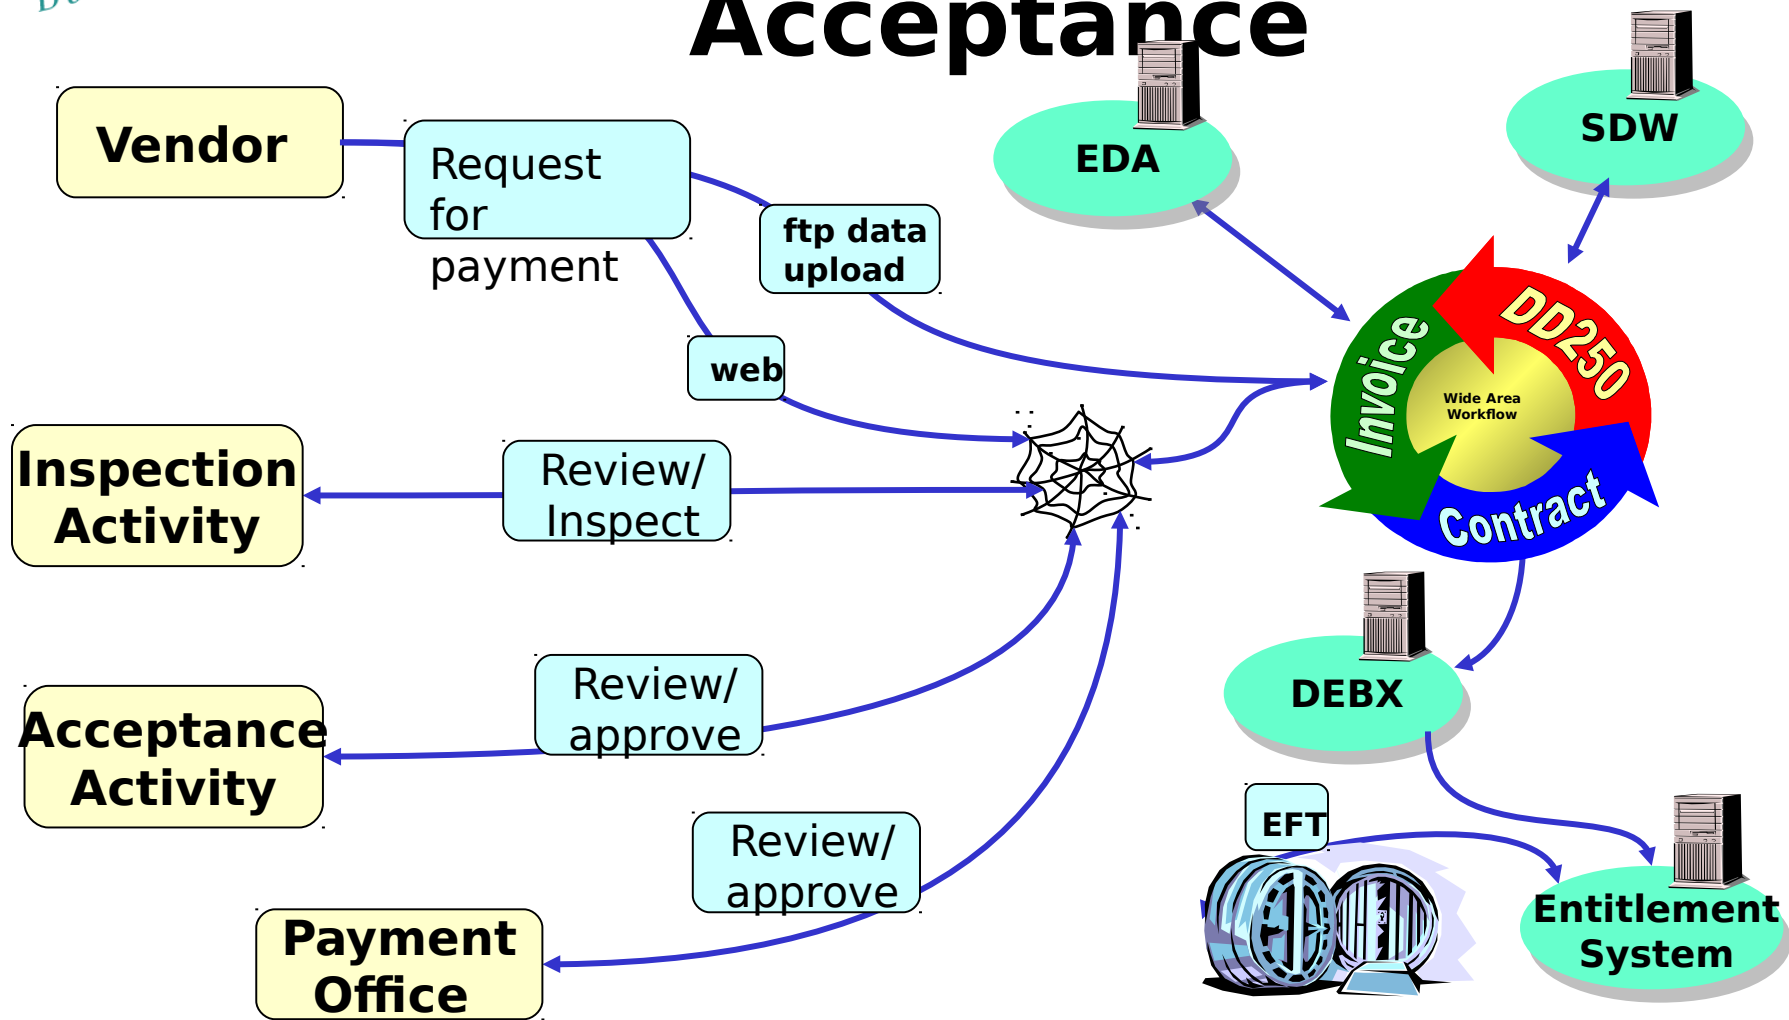 Acceptance
Vendor
Request
for
payment
ftp data
upload
web
EDA
SDW
Invoice
DD250
Contract
Wide Area
Workflow
Inspection
Activity
Review/
Inspect
Acceptance
Activity
Review/
approve
DEBX
Review/
approve
EFT
Payment
Office
Entitlement
System